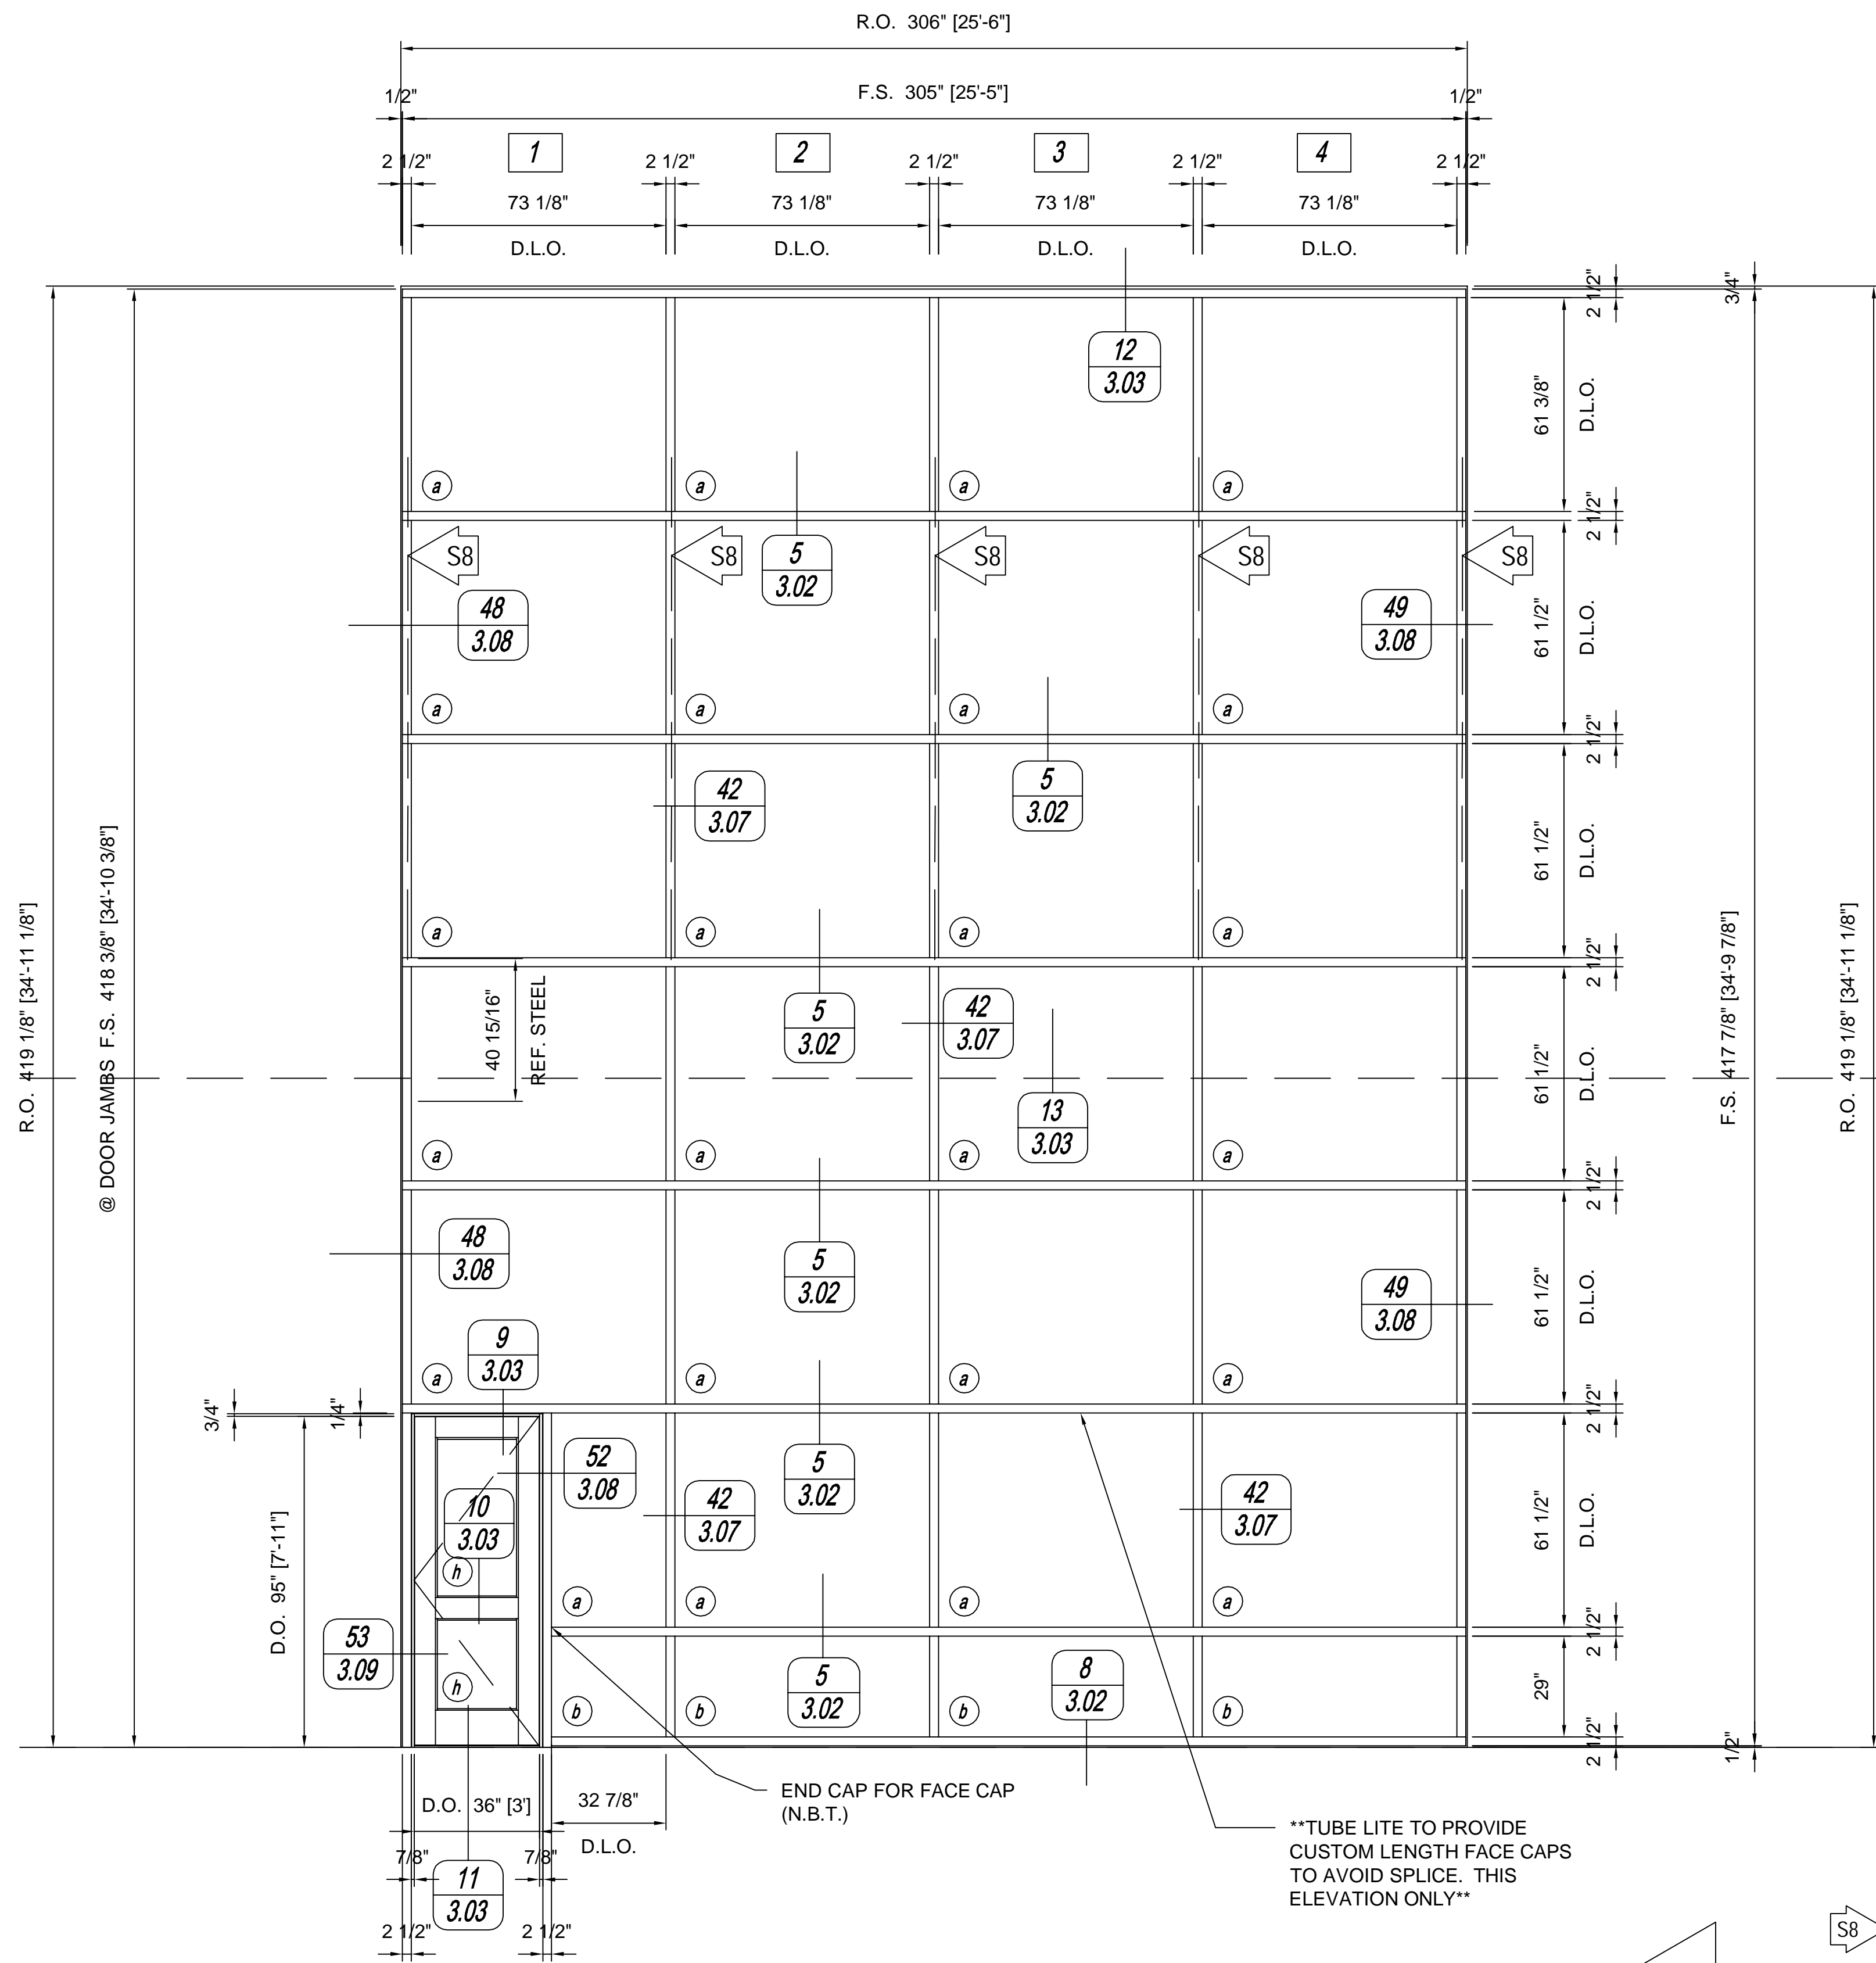 R.O. 306" [25'-6"]
F.S. 305" [25'-5"]
1/2" 1/2"
1 2 3 4
2 1/2" 2 1/2" 2 1/2" 2 1/2" 2 1/2"
73 1/8" 73 1/8" 73 1/8" 73 1/8"
D.L.O. D.L.O. D.L.O. D.L.O.
2 1/2" 3/4"
12
3.03
61 3/8" D.L.O.
a a a a
2 1/2"
S8 S8 S8 S8 S8
5
3.02
48
3.08
49
3.08
61 1/2" D.L.O.
a a a a
2 1/2"
42
3.07
5
3.02
61 1/2" D.L.O.
a a a a
R.O. 419 1/8" [34'-11 1/8"]
@ DOOR JAMBS F.S. 418 3/8" [34'-10 3/8"]
2 1/2"
40 15/16"
REF. STEEL
5
3.02
42
3.07
13
3.03
61 1/2" D.L.O.
F.S. 417 7/8" [34'-9 7/8"]
R.O. 419 1/8" [34'-11 1/8"]
a a a a
2 1/2"
48
3.08
5
3.02
49
3.08
61 1/2" D.L.O.
9
3.03
a a a a
3/4" 1/4"
2 1/2"
52
3.08
5
3.02
42
3.07
42
3.07
10
3.03
61 1/2" D.L.O.
D.O. 95" [7'-11"]
h
a a a a
2 1/2"
53
3.09
h
5
3.02
8
3.02
29"
b b b b
2 1/2" 1/2"
D.O. 36" [3']
32 7/8"
D.L.O.
END CAP FOR FACE CAP
(N.B.T.)
7/8" 7/8"
11
3.03
2 1/2" 2 1/2"
**TUBE LITE TO PROVIDE
CUSTOM LENGTH FACE CAPS
TO AVOID SPLICE. THIS
ELEVATION ONLY**
S8